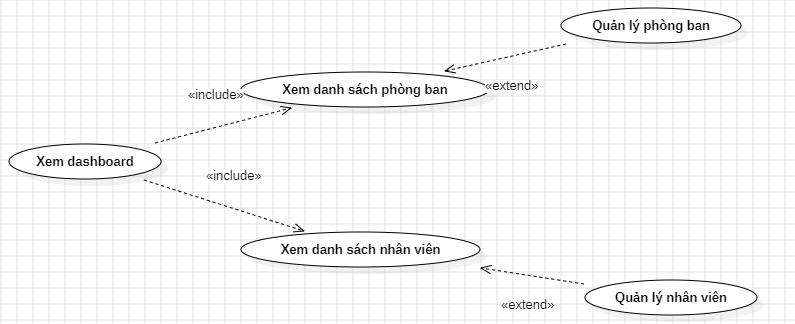 Quản lý phòng ban
Xem danh sách phòng ban
«extend»
«include»
Xem dashboard
«include»
Xem danh sách nhân viên
Quản lý nhân viên
«extend»